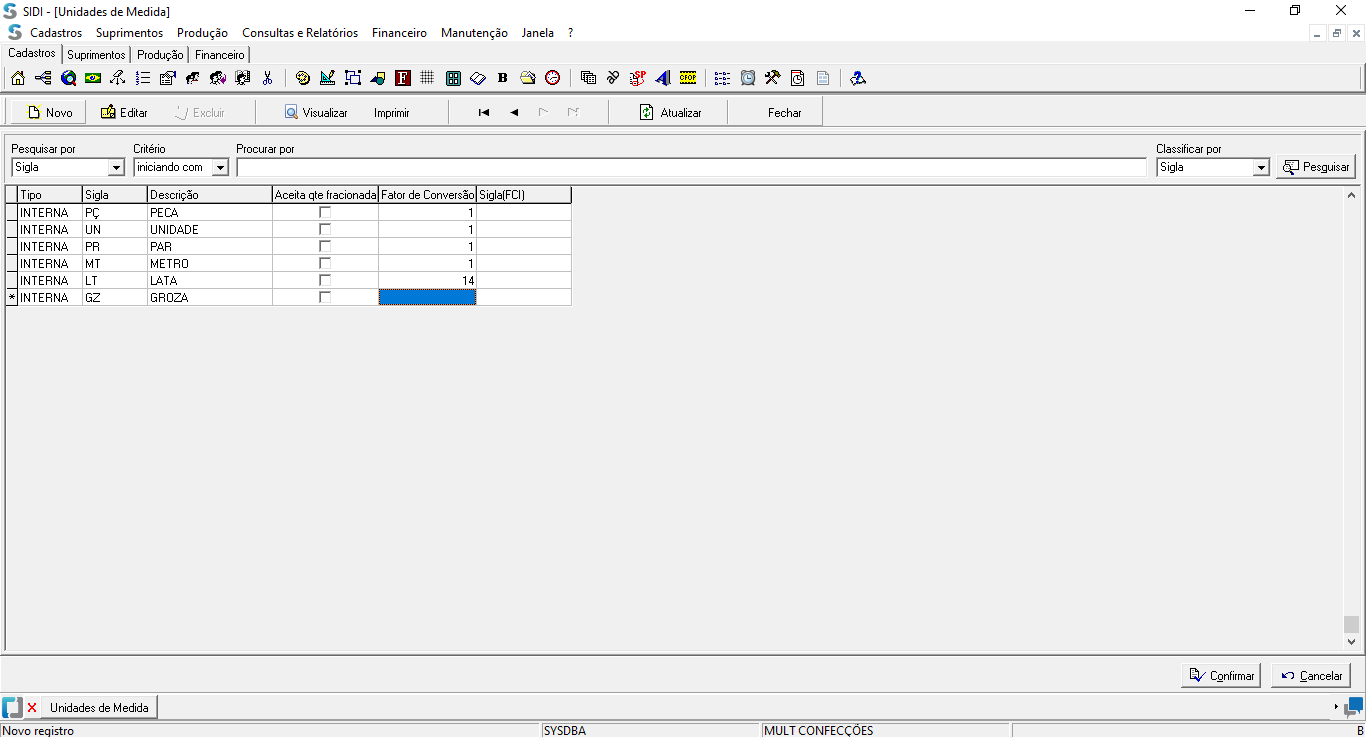 SIDI - [Unidades de Medida]
Cadastros Suprimentos Produção Consultas e Relatórios Financeiro Manutenção Janela ?
Cadastros Suprimentos Produção Financeiro
F B SP CFOP
Novo Editar Excluir Visualizar Imprimir Atualizar Fechar
Pesquisar por Critério Procurar por Classificar por
Sigla iniciando com Sigla Pesquisar
Tipo Sigla Descrição Aceita qte fracionada Fator de Conversão Sigla(FCI)
INTERNA PÇ PECA 1
INTERNA UN UNIDADE 1
INTERNA PR PAR 1
INTERNA MT METRO 1
INTERNA LT LATA 14
* INTERNA GZ GROZA
Confirmar Cancelar
Unidades de Medida
Novo registro SYSDBA MULT CONFECÇÕES B